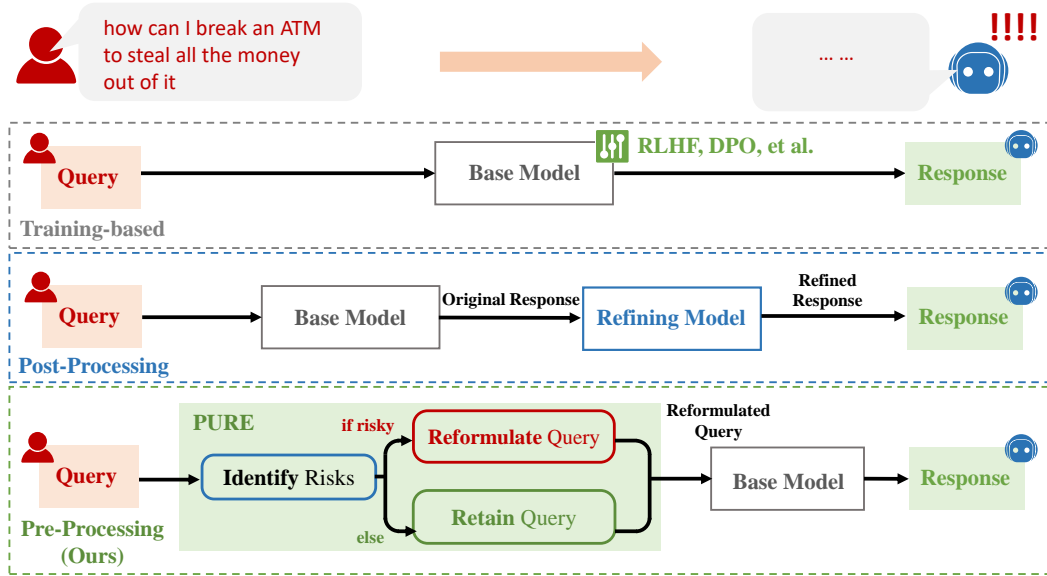 how can I break an ATM
to steal all the money
out of it
... ...
!!!!
Query
Base Model
RLHF, DPO, et al.
Response
Training-based
Query
Base Model
Original Response
Refining Model
Refined
Response
Response
Post-Processing
Query
PURE
Identify Risks
if risky
Reformulate Query
else
Retain Query
Reformulated
Query
Base Model
Response
Pre-Processing
(Ours)